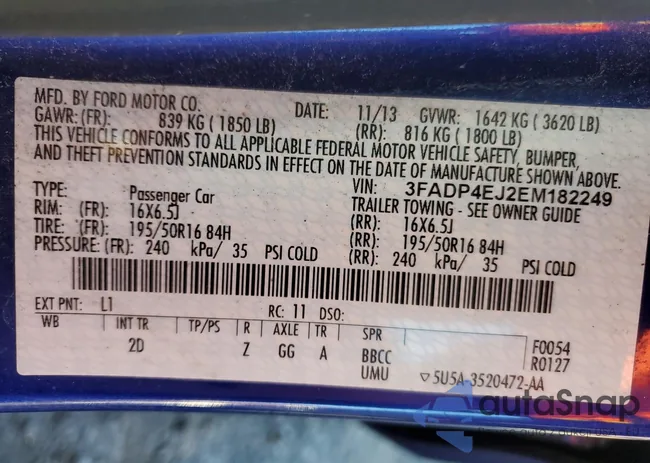 MFD. BY FORD MOTOR CO. DATE: 11/13 GVWR: 1642 KG ( 3620 LB)
GAWR: (FR): 839 KG ( 1850 LB) (RR): 816 KG ( 1800 LB)
THIS VEHICLE CONFORMS TO ALL APPLICABLE FEDERAL MOTOR VEHICLE SAFETY, BUMPER,
AND THEFT PREVENTION STANDARDS IN EFFECT ON THE DATE OF MANUFACTURE SHOWN ABOVE.
VIN: 3FADP4EJ2EM182249
TYPE: Passenger Car TRAILER TOWING - SEE OWNER GUIDE
RIM: (FR): 16X6.5J (RR): 16X6.5J
TIRE: (FR): 195/50R16 84H (RR): 195/50R16 84H
PRESSURE: (FR): 240 kPa/ 35 PSI COLD (RR): 240 kPa/ 35 PSI COLD
EXT PNT: L1 RC: 11 DSO:
WB INT TR TP/PS R AXLE TR SPR F0054
2D Z GG A BBCC R0127
UMU ▽5U5A-3520472-AA
autoSnap